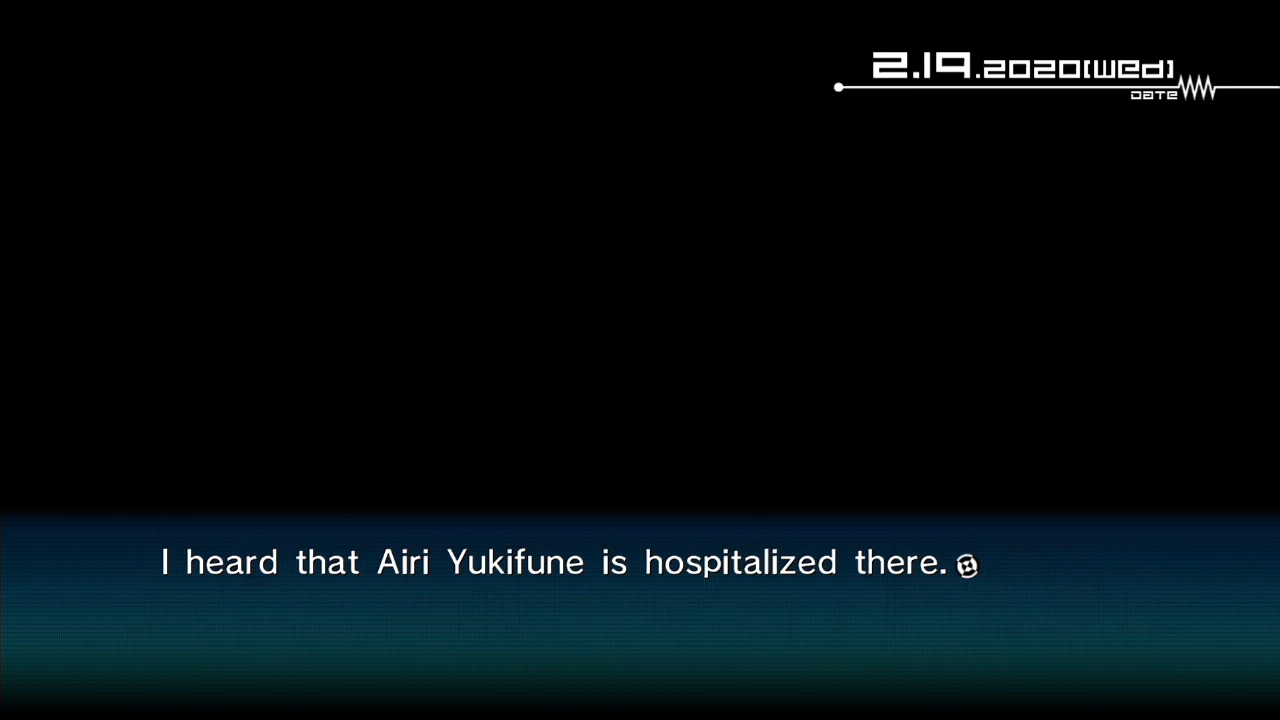 2.19.2020(Wed)
DATE
I heard that Airi Yukifune is hospitalized there.